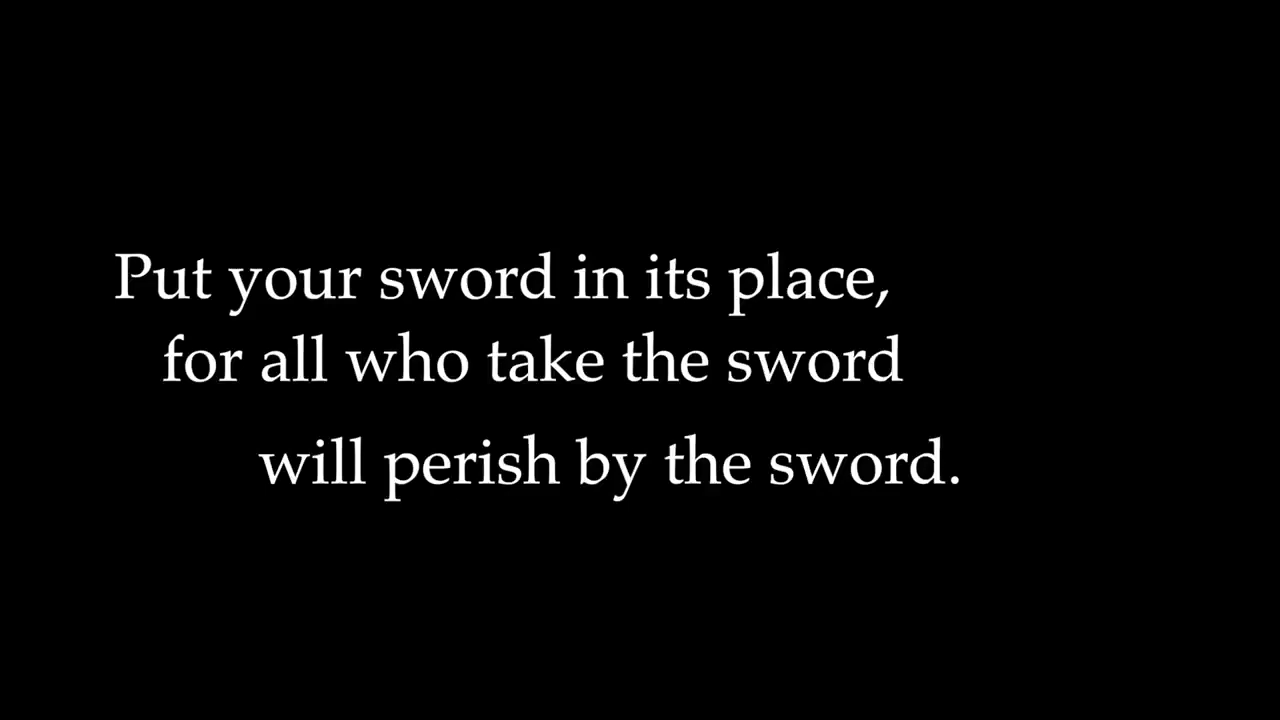 Put your sword in its place,
for all who take the sword
will perish by the sword.